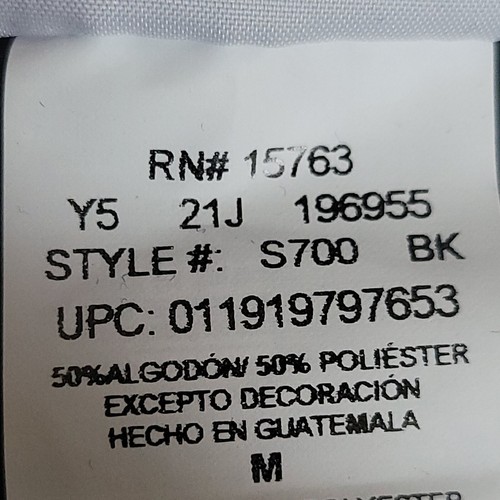 RN# 15763
Y5 21J 196955
STYLE #: S700 BK
UPC: 011919797653
50%ALGODÓN/ 50% POLIÉSTER
EXCEPTO DECORACIÓN
HECHO EN GUATEMALA
M